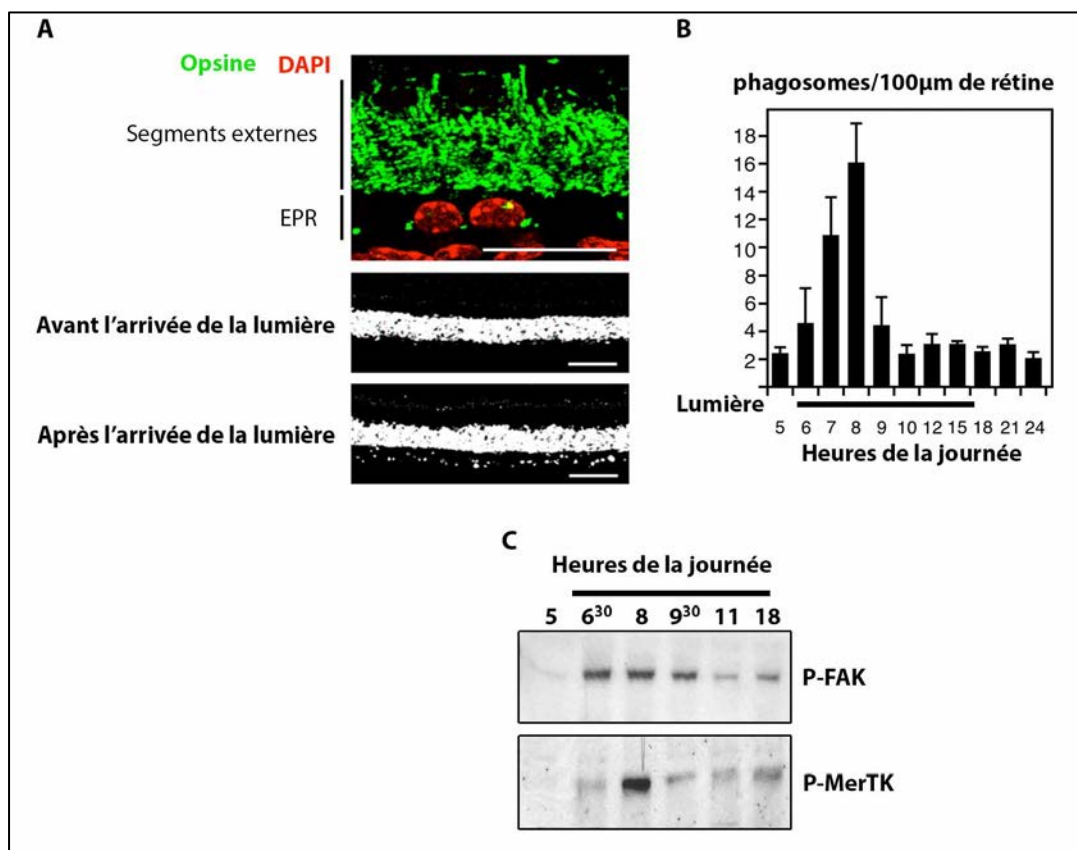 A
Opsine DAPI
Segments externes
EPR
Avant l'arrivée de la lumière
Après l'arrivée de la lumière
B
phagosomes/100µm de rétine
18
16
14
12
10
8
6
4
2
Lumière
5 6 7 8 9 10 12 15 18 21 24
Heures de la journée
C
Heures de la journée
5 6³⁰ 8 9³⁰ 11 18
P-FAK
P-MerTK